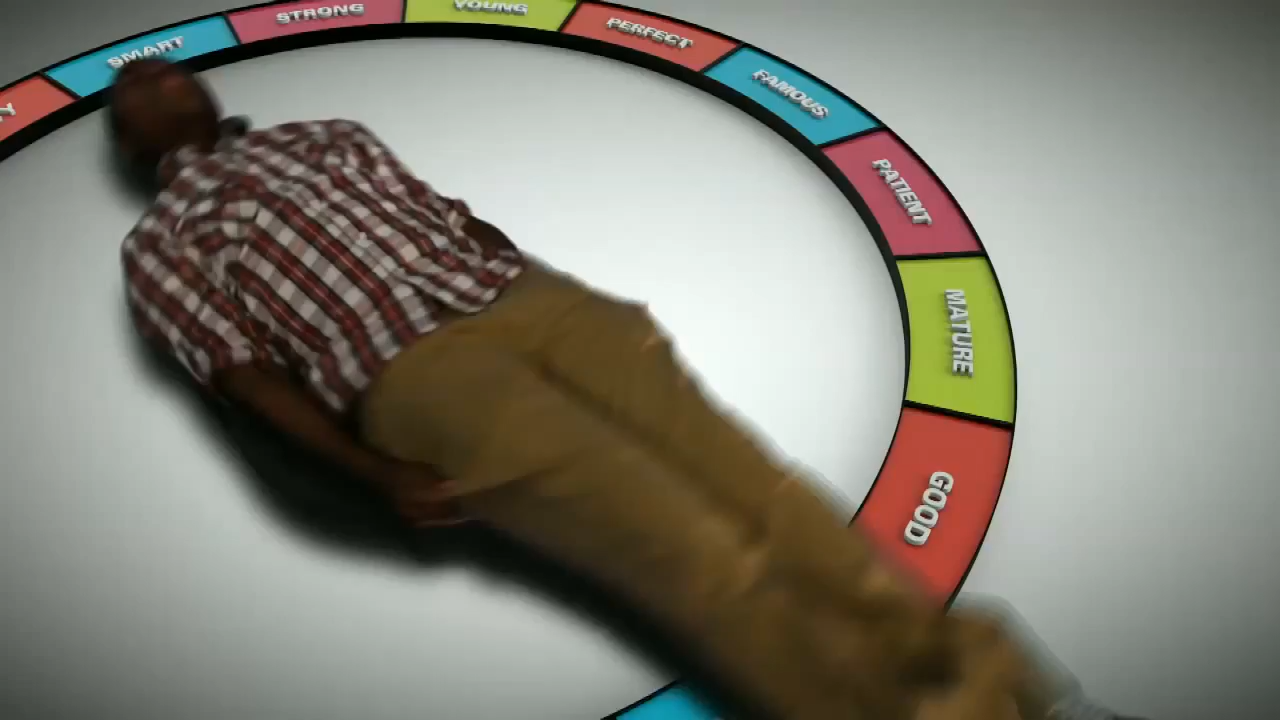 SMART
STRONG
YOUNG
PERFECT
FAMOUS
PATIENT
MATURE
GOOD